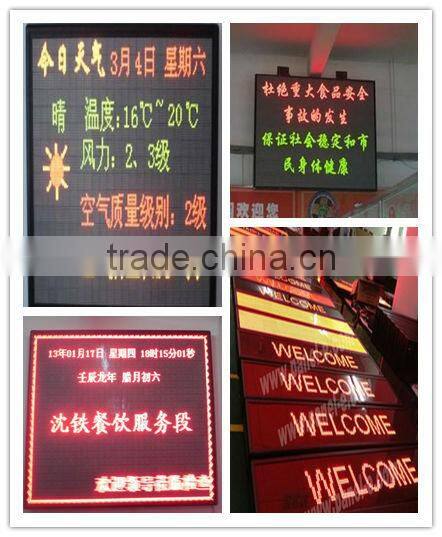 今日天气 3月4日 星期六
晴 温度:16℃~20℃
风力:2、3级
空气质量级别:2级
杜绝重大食品安全
事故的发生
保证社会稳定和市
民身体健康
欢迎您
trade.china.cn
13年01月17日 星期四 18时15分01秒
壬辰龙年 腊月初六
沈铁餐饮服务段
WELCOME
WELCOME
WELCOME
WELCOME
WELCOME
WELCOME